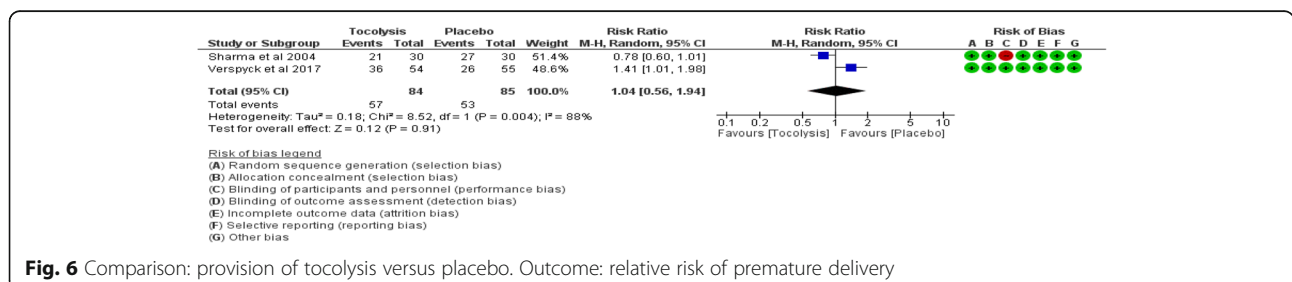 Tocolysis Placebo Risk Ratio Risk Ratio Risk of Bias
Study or Subgroup Events Total Events Total Weight M-H, Random, 95% CI M-H, Random, 95% CI A B C D E F G
Sharma et al 2004 21 30 27 30 51.4% 0.78 [0.60, 1.01]
Verspyck et al 2017 36 54 26 55 48.6% 1.41 [1.01, 1.98]
Total (95% CI) 84 85 100.0% 1.04 [0.56, 1.94]
Total events 57 53
Heterogeneity: Tau² = 0.18; Chi² = 8.52, df = 1 (P = 0.004); I² = 88%
Test for overall effect: Z = 0.12 (P = 0.91)
0.1 0.2 0.5 1 2 5 10
Favours [Tocolysis] Favours [Placebo]
Risk of bias legend
(A) Random sequence generation (selection bias)
(B) Allocation concealment (selection bias)
(C) Blinding of participants and personnel (performance bias)
(D) Blinding of outcome assessment (detection bias)
(E) Incomplete outcome data (attrition bias)
(F) Selective reporting (reporting bias)
(G) Other bias
Fig. 6 Comparison: provision of tocolysis versus placebo. Outcome: relative risk of premature delivery